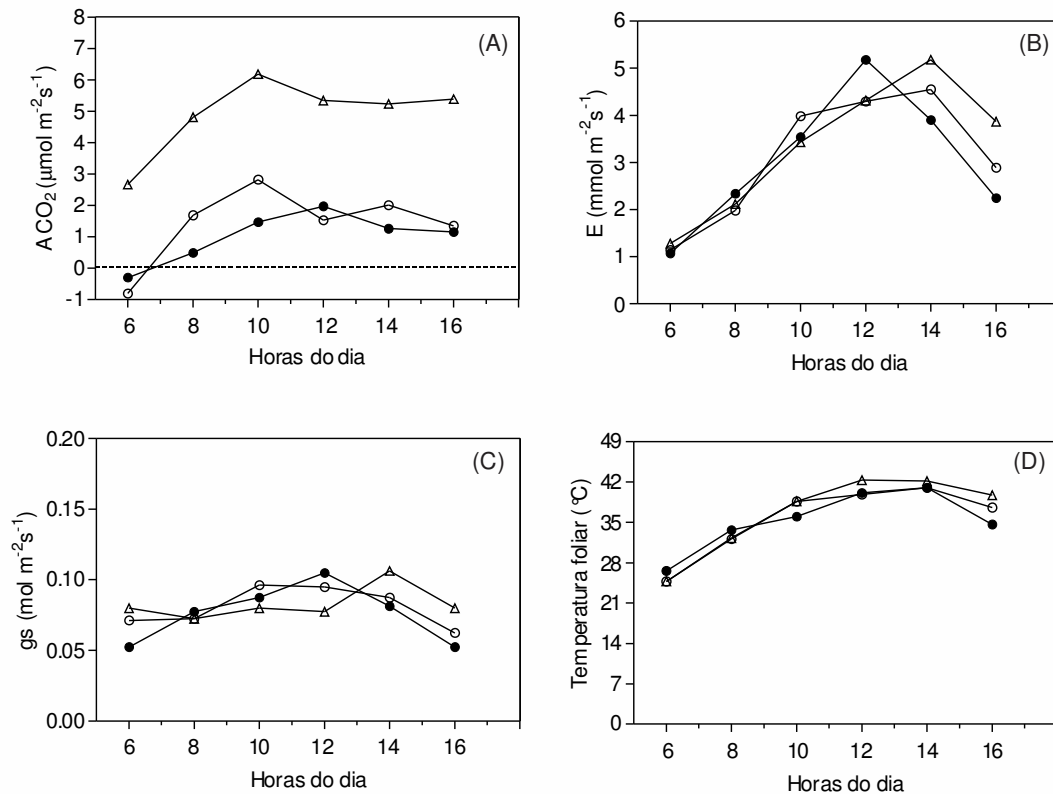 (A)
ACO₂ (µmol m⁻²s⁻¹)
8
7
6
5
4
3
2
1
0
-1
6 8 10 12 14 16
Horas do dia
(B)
E (mmol m⁻²s⁻¹)
6
5
4
3
2
1
0
6 8 10 12 14 16
Horas do dia
(C)
gs (mol m⁻²s⁻¹)
0.20
0.15
0.10
0.05
0.00
6 8 10 12 14 16
Horas do dia
(D)
Temperatura foliar (°C)
49
42
35
28
21
14
7
0
6 8 10 12 14 16
Horas do dia